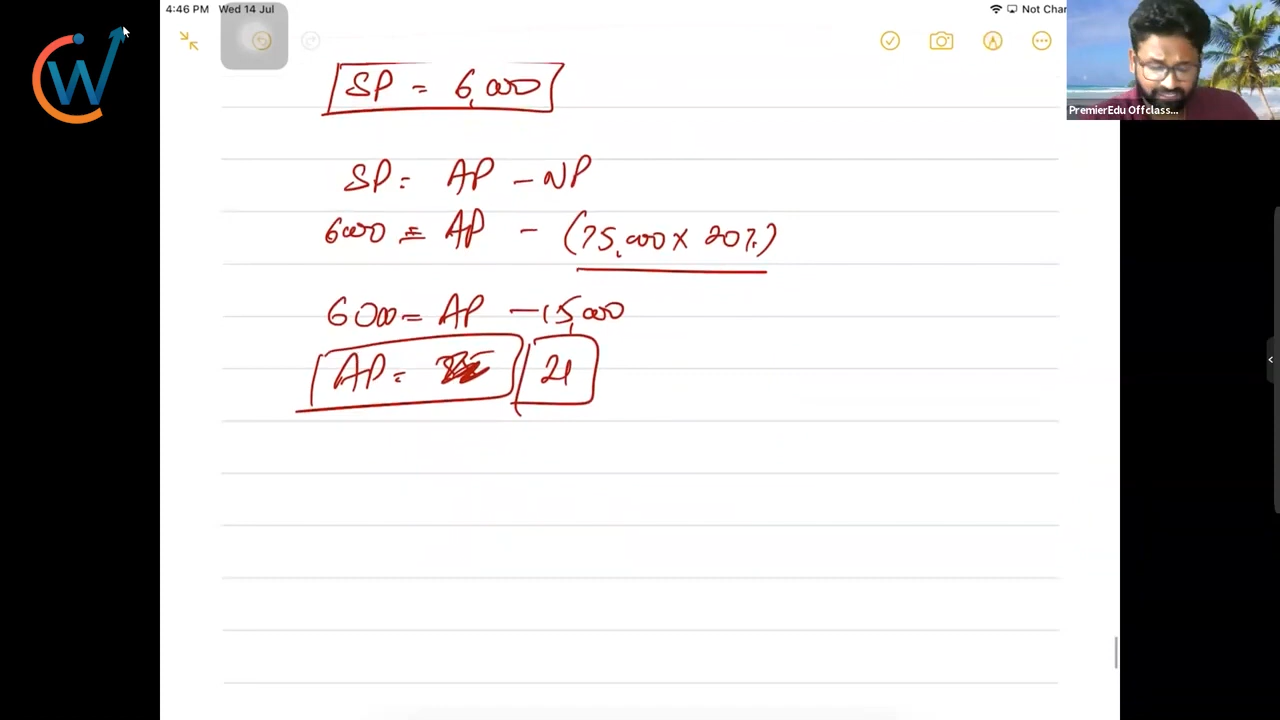 4:46 PM Wed 14 Jul
Not Char
W
PremierEdu Offclass...
SP = 6,000
SP = AP - NP
6000 = AP - (75,000 x 20%)
6000 = AP - 15,000
AP = 21